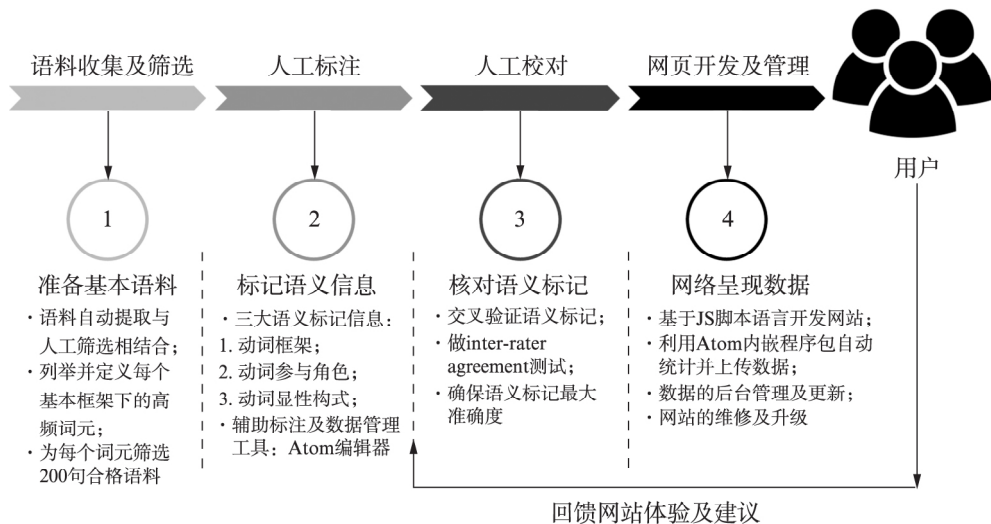 语料收集及筛选
人工标注
人工校对
网页开发及管理
用户
1
2
3
4
准备基本语料
·语料自动提取与
人工筛选相结合；
·列举并定义每个
基本框架下的高
频词元；
·为每个词元筛选
200句合格语料
标记语义信息
·三大语义标记信息：
1. 动词框架；
2. 动词参与角色；
3. 动词显性构式；
·辅助标注及数据管理
工具：Atom编辑器
核对语义标记
·交叉验证语义标记；
·做inter-rater
agreement测试；
·确保语义标记最大
准确度
网络呈现数据
·基于JS脚本语言开发网站；
·利用Atom内嵌程序包自动
统计并上传数据；
·数据的后台管理及更新；
·网站的维修及升级
回馈网站体验及建议